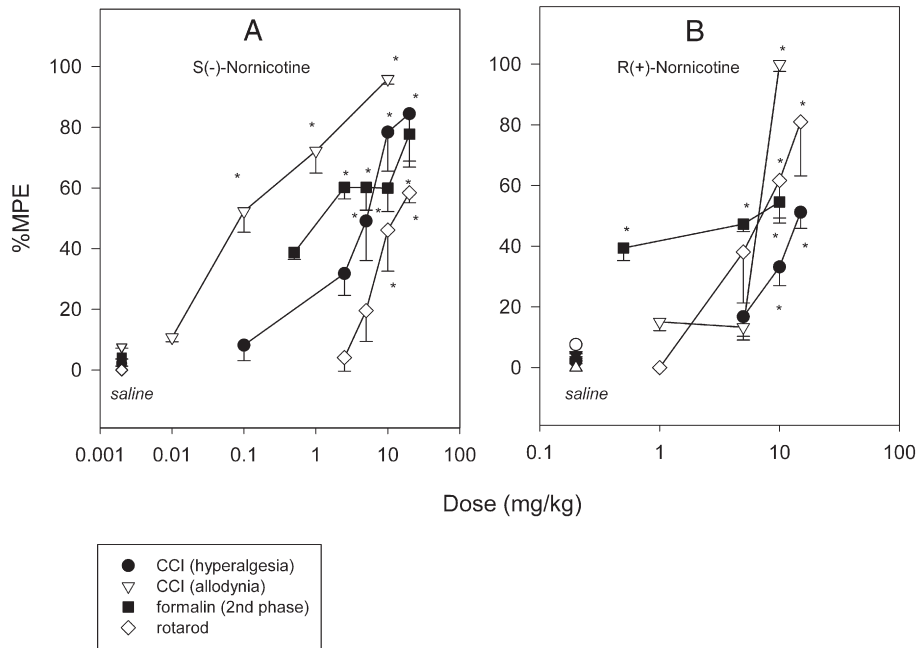 A
B
S(-)-Nornicotine
R(+)-Nornicotine
%MPE
100
80
60
40
20
0
saline
0.001
0.01
0.1
1
10
100
100
80
60
40
20
0
saline
0.1
1
10
100
Dose (mg/kg)
CCI (hyperalgesia)
CCI (allodynia)
formalin (2nd phase)
rotarod